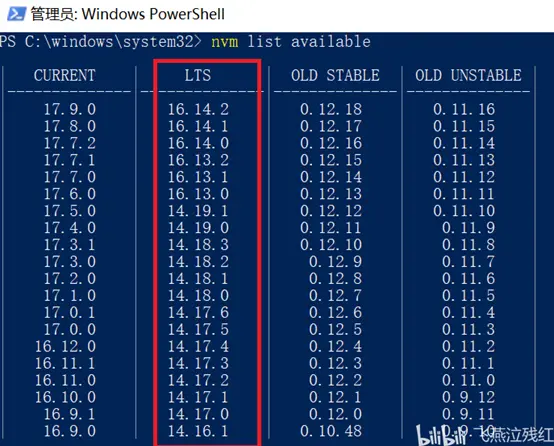 管理员: Windows PowerShell
PS C:\windows\system32> nvm list available
| CURRENT | LTS | OLD STABLE | OLD UNSTABLE |
|--------------|--------------|--------------|--------------|
| 17.9.0 | 16.14.2 | 0.12.18 | 0.11.16 |
| 17.8.0 | 16.14.1 | 0.12.17 | 0.11.15 |
| 17.7.2 | 16.14.0 | 0.12.16 | 0.11.14 |
| 17.7.1 | 16.13.2 | 0.12.15 | 0.11.13 |
| 17.7.0 | 16.13.1 | 0.12.14 | 0.11.12 |
| 17.6.0 | 16.13.0 | 0.12.13 | 0.11.11 |
| 17.5.0 | 14.19.1 | 0.12.12 | 0.11.10 |
| 17.4.0 | 14.19.0 | 0.12.11 | 0.11.9 |
| 17.3.1 | 14.18.3 | 0.12.10 | 0.11.8 |
| 17.3.0 | 14.18.2 | 0.12.9 | 0.11.7 |
| 17.2.0 | 14.18.1 | 0.12.8 | 0.11.6 |
| 17.1.0 | 14.18.0 | 0.12.7 | 0.11.5 |
| 17.0.1 | 14.17.6 | 0.12.6 | 0.11.4 |
| 17.0.0 | 14.17.5 | 0.12.5 | 0.11.3 |
| 16.12.0 | 14.17.4 | 0.12.4 | 0.11.2 |
| 16.11.1 | 14.17.3 | 0.12.3 | 0.11.1 |
| 16.11.0 | 14.17.2 | 0.12.2 | 0.11.0 |
| 16.10.0 | 14.17.1 | 0.12.1 | 0.9.12 |
| 16.9.1 | 14.17.0 | 0.12.0 | 0.9.11 |
| 16.9.0 | 14.16.1 | 0.10.48 | 0.9.10 |
bilibili 燕泣残红